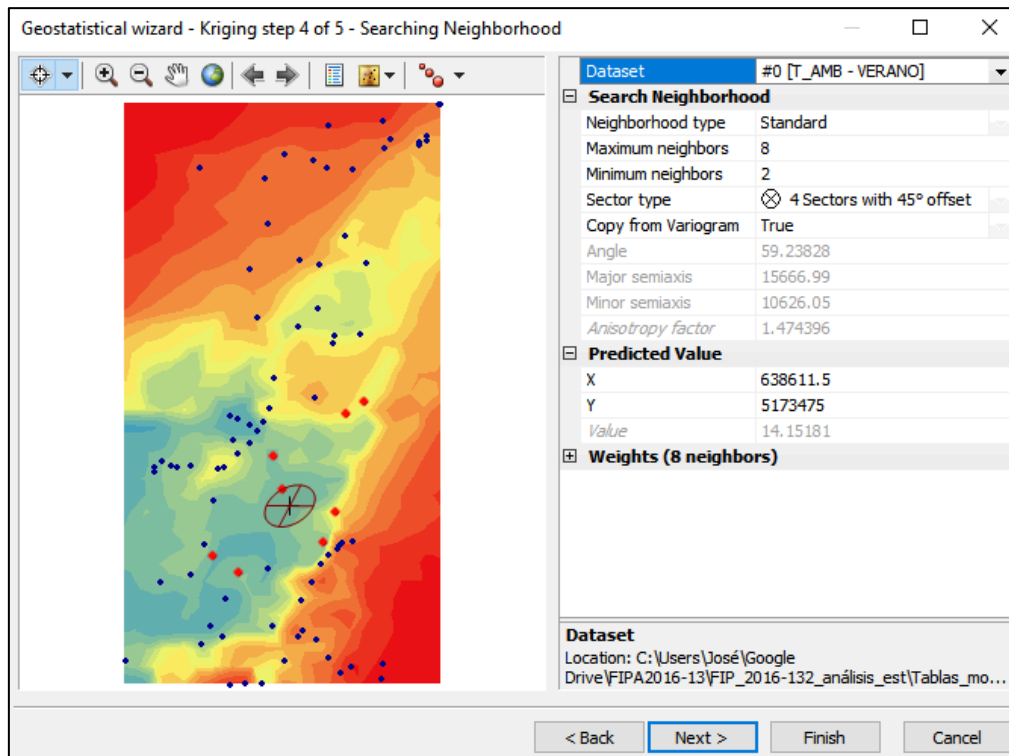 Geostatistical wizard - Kriging step 4 of 5 - Searching Neighborhood
Dataset #0 [T_AMB - VERANO]
Search Neighborhood
Neighborhood type Standard
Maximum neighbors 8
Minimum neighbors 2
Sector type 4 Sectors with 45° offset
Copy from Variogram True
Angle 59.23828
Major semiaxis 15666.99
Minor semiaxis 10626.05
Anisotropy factor 1.474396
Predicted Value
X 638611.5
Y 5173475
Value 14.15181
Weights (8 neighbors)
Dataset
Location: C:\Users\José\Google
Drive\FIPA2016-13\FIP_2016-132_análisis_est\Tablas_mo...
< Back Next > Finish Cancel